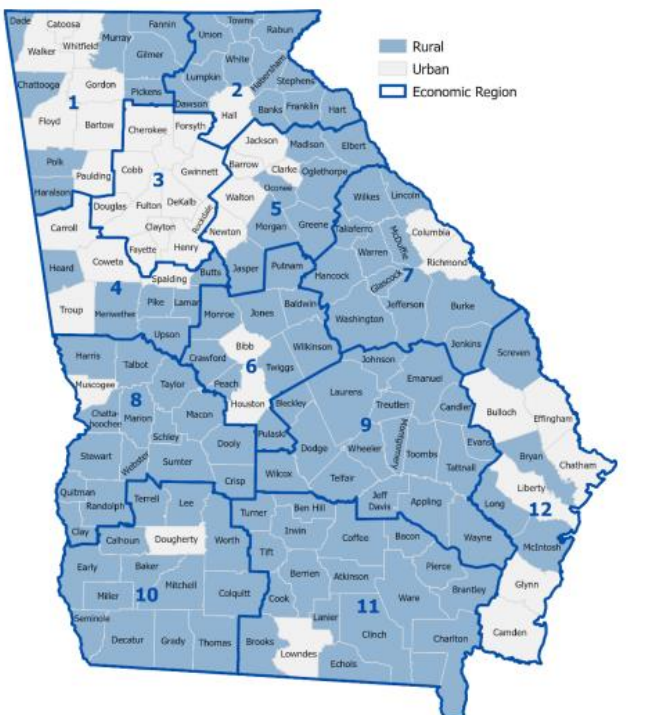 Rural
Urban
Economic Region
Dade
Catoosa
Fannin
Towns
Rabun
Union
Walker
Whitfield
Murray
Gilmer
White
Habersham
Lumpkin
Stephens
Chattooga
1
Gordon
Pickens
Dawson
2
Hall
Banks
Franklin
Hart
Floyd
Bartow
Cherokee
Forsyth
Jackson
Madison
Elbert
Polk
Paulding
Cobb
3
Gwinnett
Barrow
Clarke
Oglethorpe
Oconee
Haralson
Douglas
Fulton
DeKalb
Rockdale
Walton
5
Wilkes
Lincoln
Carroll
Clayton
Newton
Morgan
Greene
Taliaferro
McDuffie
Columbia
Fayette
Henry
Heard
Coweta
Spalding
Butts
Jasper
Putnam
Hancock
Warren
Glascock
7
Richmond
4
Troup
Meriwether
Pike
Lamar
Monroe
Jones
Baldwin
Washington
Jefferson
Burke
Upson
Bibb
Wilkinson
Jenkins
Screven
Harris
Talbot
Crawford
6
Twiggs
Johnson
Emanuel
Muscogee
8
Taylor
Peach
Houston
Bleckley
Laurens
Treutlen
Candler
Bulloch
Effingham
Chatta-
hoochee
Marion
Macon
Schley
Dooly
Pulaski
Dodge
9
Wheeler
Montgomery
Toombs
Evans
Bryan
Chatham
Stewart
Webster
Sumter
Crisp
Wilcox
Telfair
Tattnall
Liberty
12
Quitman
Randolph
Terrell
Lee
Turner
Ben Hill
Jeff
Davis
Appling
Long
Wayne
McIntosh
Clay
Calhoun
Dougherty
Worth
Irwin
Coffee
Bacon
Tift
Pierce
Early
Baker
Mitchell
Berrien
Atkinson
Glynn
Miller
10
Colquitt
Cook
11
Ware
Brantley
Seminole
Lanier
Camden
Decatur
Grady
Thomas
Brooks
Lowndes
Clinch
Echols
Charlton